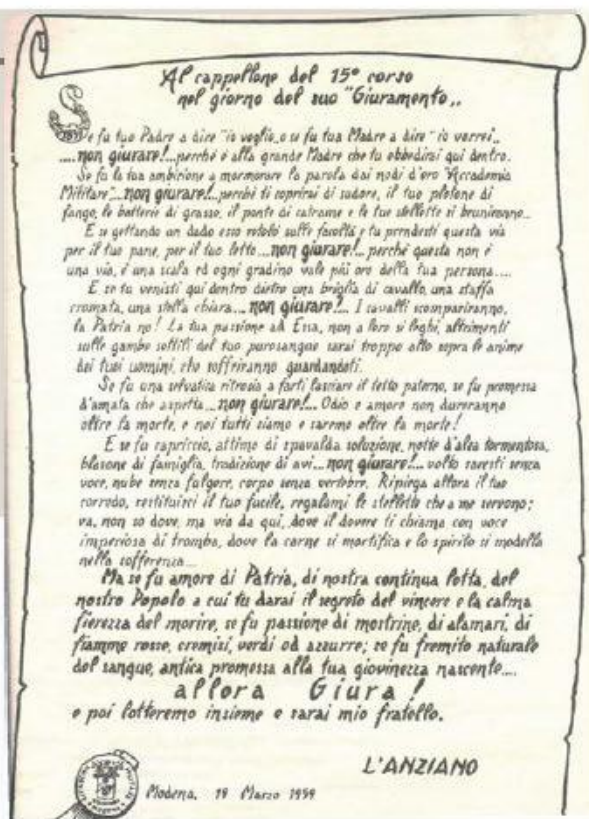 Al cappellone del 15° corso
nel giorno del suo "Giuramento„
Se fu tuo Padre a dire "io voglio„ o se fu tua Madre a dire "io vorrei„
....non giurare!...perché è alla grande Madre che tu obbedirai qui dentro.
Se fu la tua ambizione a mormorare la parola dai nodi d'oro "Accademia
Militare"...non giurare!...perché ti coprirai di sudore, il tuo plotone di
fango, le batterie di grasso, il ponte di catrame e le tue stellette si bruniranno...
E se gettando un dado esso rotolò sulle facoltà e tu prendesti questa via
per il tuo pane, per il tuo letto...non giurare!...perché questa non è
una via, è una scala ed ogni gradino vale più oro della tua persona....
E se tu venisti qui dentro dietro una briglia di cavallo, una staffa
cromata, una stella chiara...non giurare!... I cavalli scompariranno,
la Patria no! La tua passione ad Essa, non a loro si leghi, altrimenti
sulle gambe sottili del tuo purosangue sarai troppo alto sopra le anime
dei tuoi uomini, che soffriranno guardandoti.
Se fu una selvatica ritrosia a farti lasciare il tetto paterno, se fu promessa
d'amata che aspetta...non giurare!... Odio e amore non dureranno
oltre la morte, e noi tutti siamo e saremo oltre la morte!
E se fu capriccio, attimo di spavalda soluzione, notte d'alea tormentosa,
blasone di famiglia, tradizione di avi...non giurare!...volto saresti senza
voce, nube senza fulgore, corpo senza vertebre. Ripiega allora il tuo
corredo, restituisci il tuo fucile, regalami le stellette che a me servono;
va, non so dove, ma via da qui, dove il dovere ti chiama con voce
imperiosa di tromba, dove la carne si mortifica e lo spirito si modella
nella sofferenza...
Ma se fu amore di Patria, di nostra continua lotta, del
nostro Popolo a cui tu darai il segreto del vincere e la calma
fierezza del morire, se fu passione di mostrine, di alamari, di
fiamme rosse, cremisi, verdi od azzurre; se fu fremito naturale
del sangue, antica promessa alla tua giovinezza nascente....
allora Giura!
e poi lotteremo insieme e sarai mio fratello.
L'ANZIANO
Modena, 19 Marzo 1959